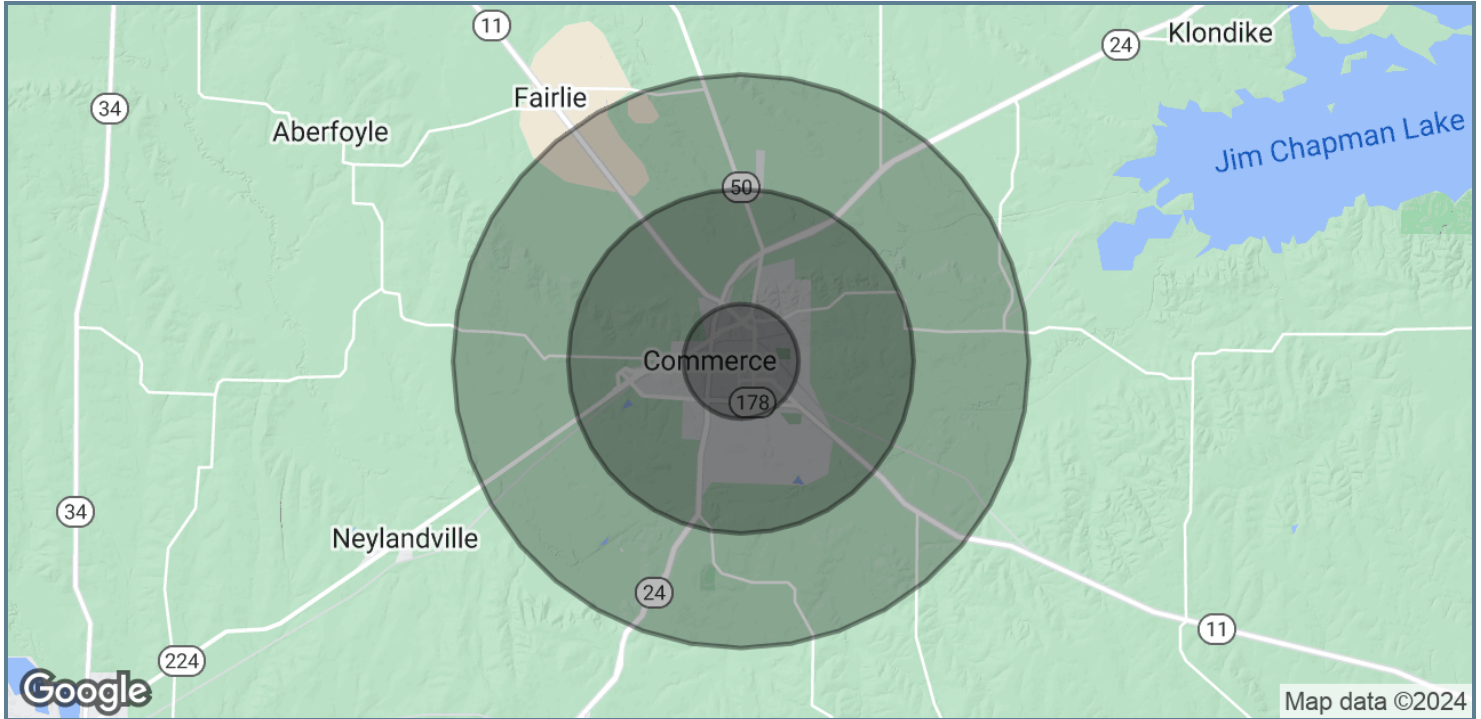 11
Klondike
24
34
Fairlie
Aberfoyle
Jim Chapman Lake
50
Commerce
178
34
Neylandville
24
11
224
Google
Map data ©2024